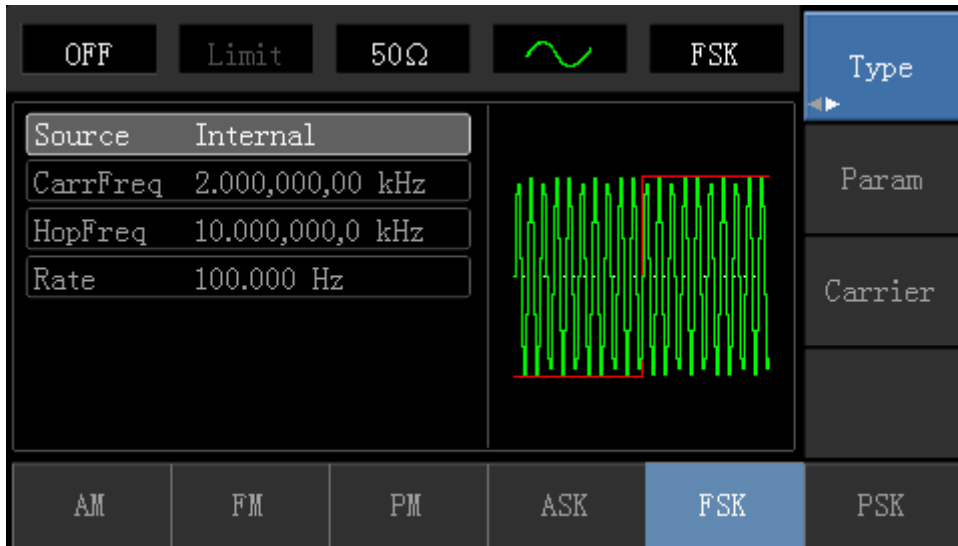 OFF Limit 50Ω FSK Type
Source Internal
CarrFreq 2.000,000,00 kHz
HopFreq 10.000,000,0 kHz
Rate 100.000 Hz
Param
Carrier
AM FM PM ASK FSK PSK